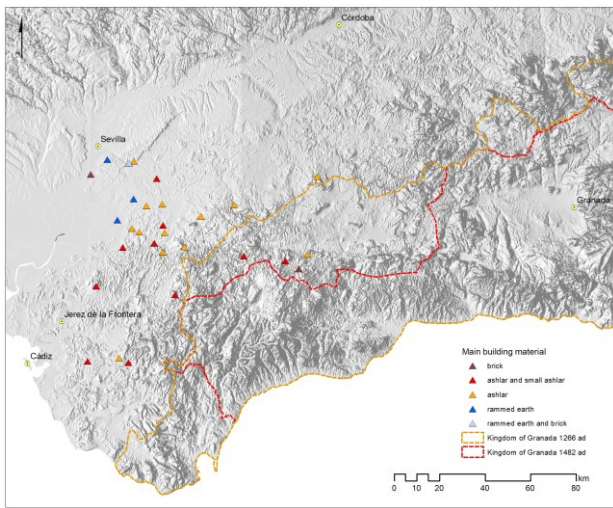 Córdoba
Sevilla
Granada
Jerez de la Frontera
Cádiz
Main building material
brick
ashlar and small ashlar
ashlar
rammed earth
rammed earth and brick
Kingdom of Granada 1266 ad
Kingdom of Granada 1482 ad
km
0 10 20 40 60 80